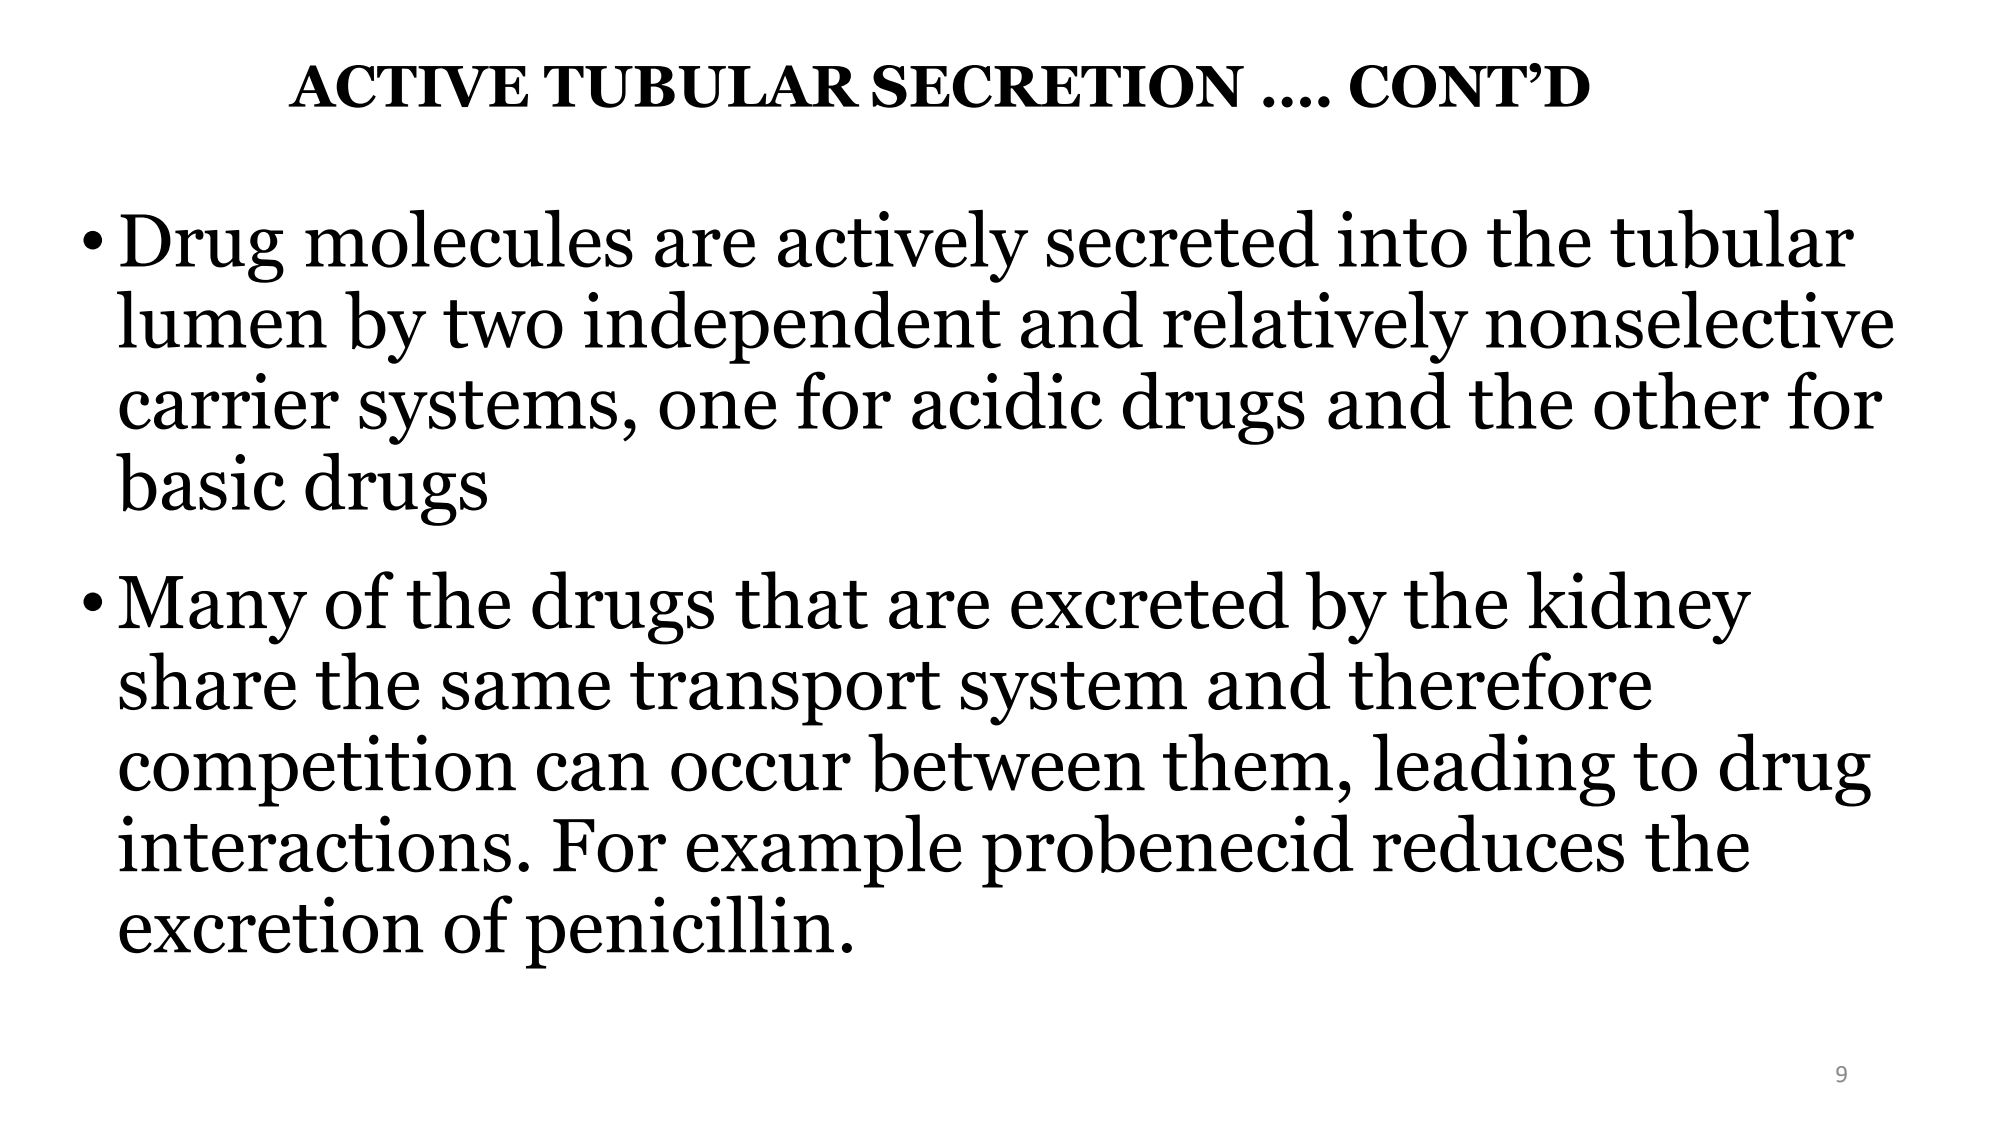 ACTIVE TUBULAR SECRETION .... CONT’D
• Drug molecules are actively secreted into the tubular
lumen by two independent and relatively nonselective
carrier systems, one for acidic drugs and the other for
basic drugs
• Many of the drugs that are excreted by the kidney
share the same transport system and therefore
competition can occur between them, leading to drug
interactions. For example probenecid reduces the
excretion of penicillin.
9